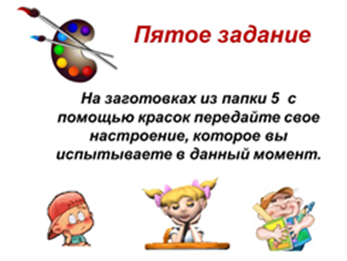 Пятое задание
На заготовках из папки 5 с
помощью красок передайте свое
настроение, которое вы
испытываете в данный момент.